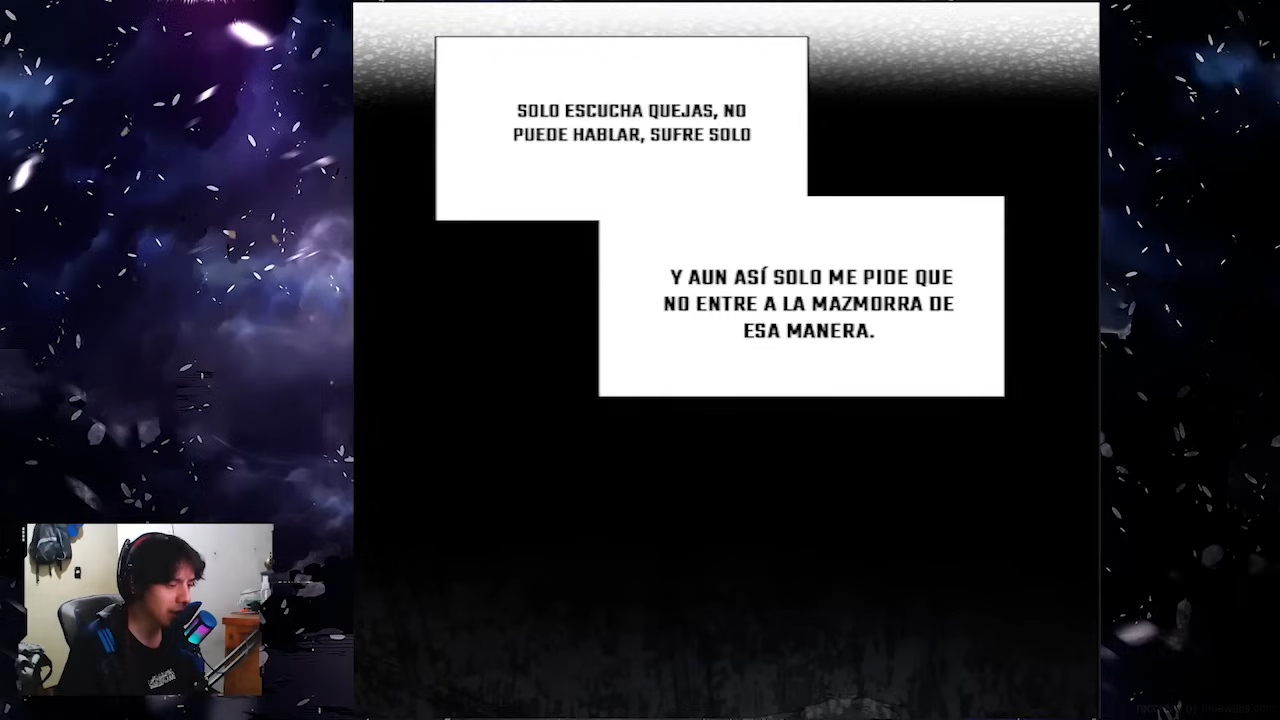 SOLO ESCUCHA QUEJAS, NO
PUEDE HABLAR, SUFRE SOLO
Y AUN ASÍ SOLO ME PIDE QUE
NO ENTRE A LA MAZMORRA DE
ESA MANERA.